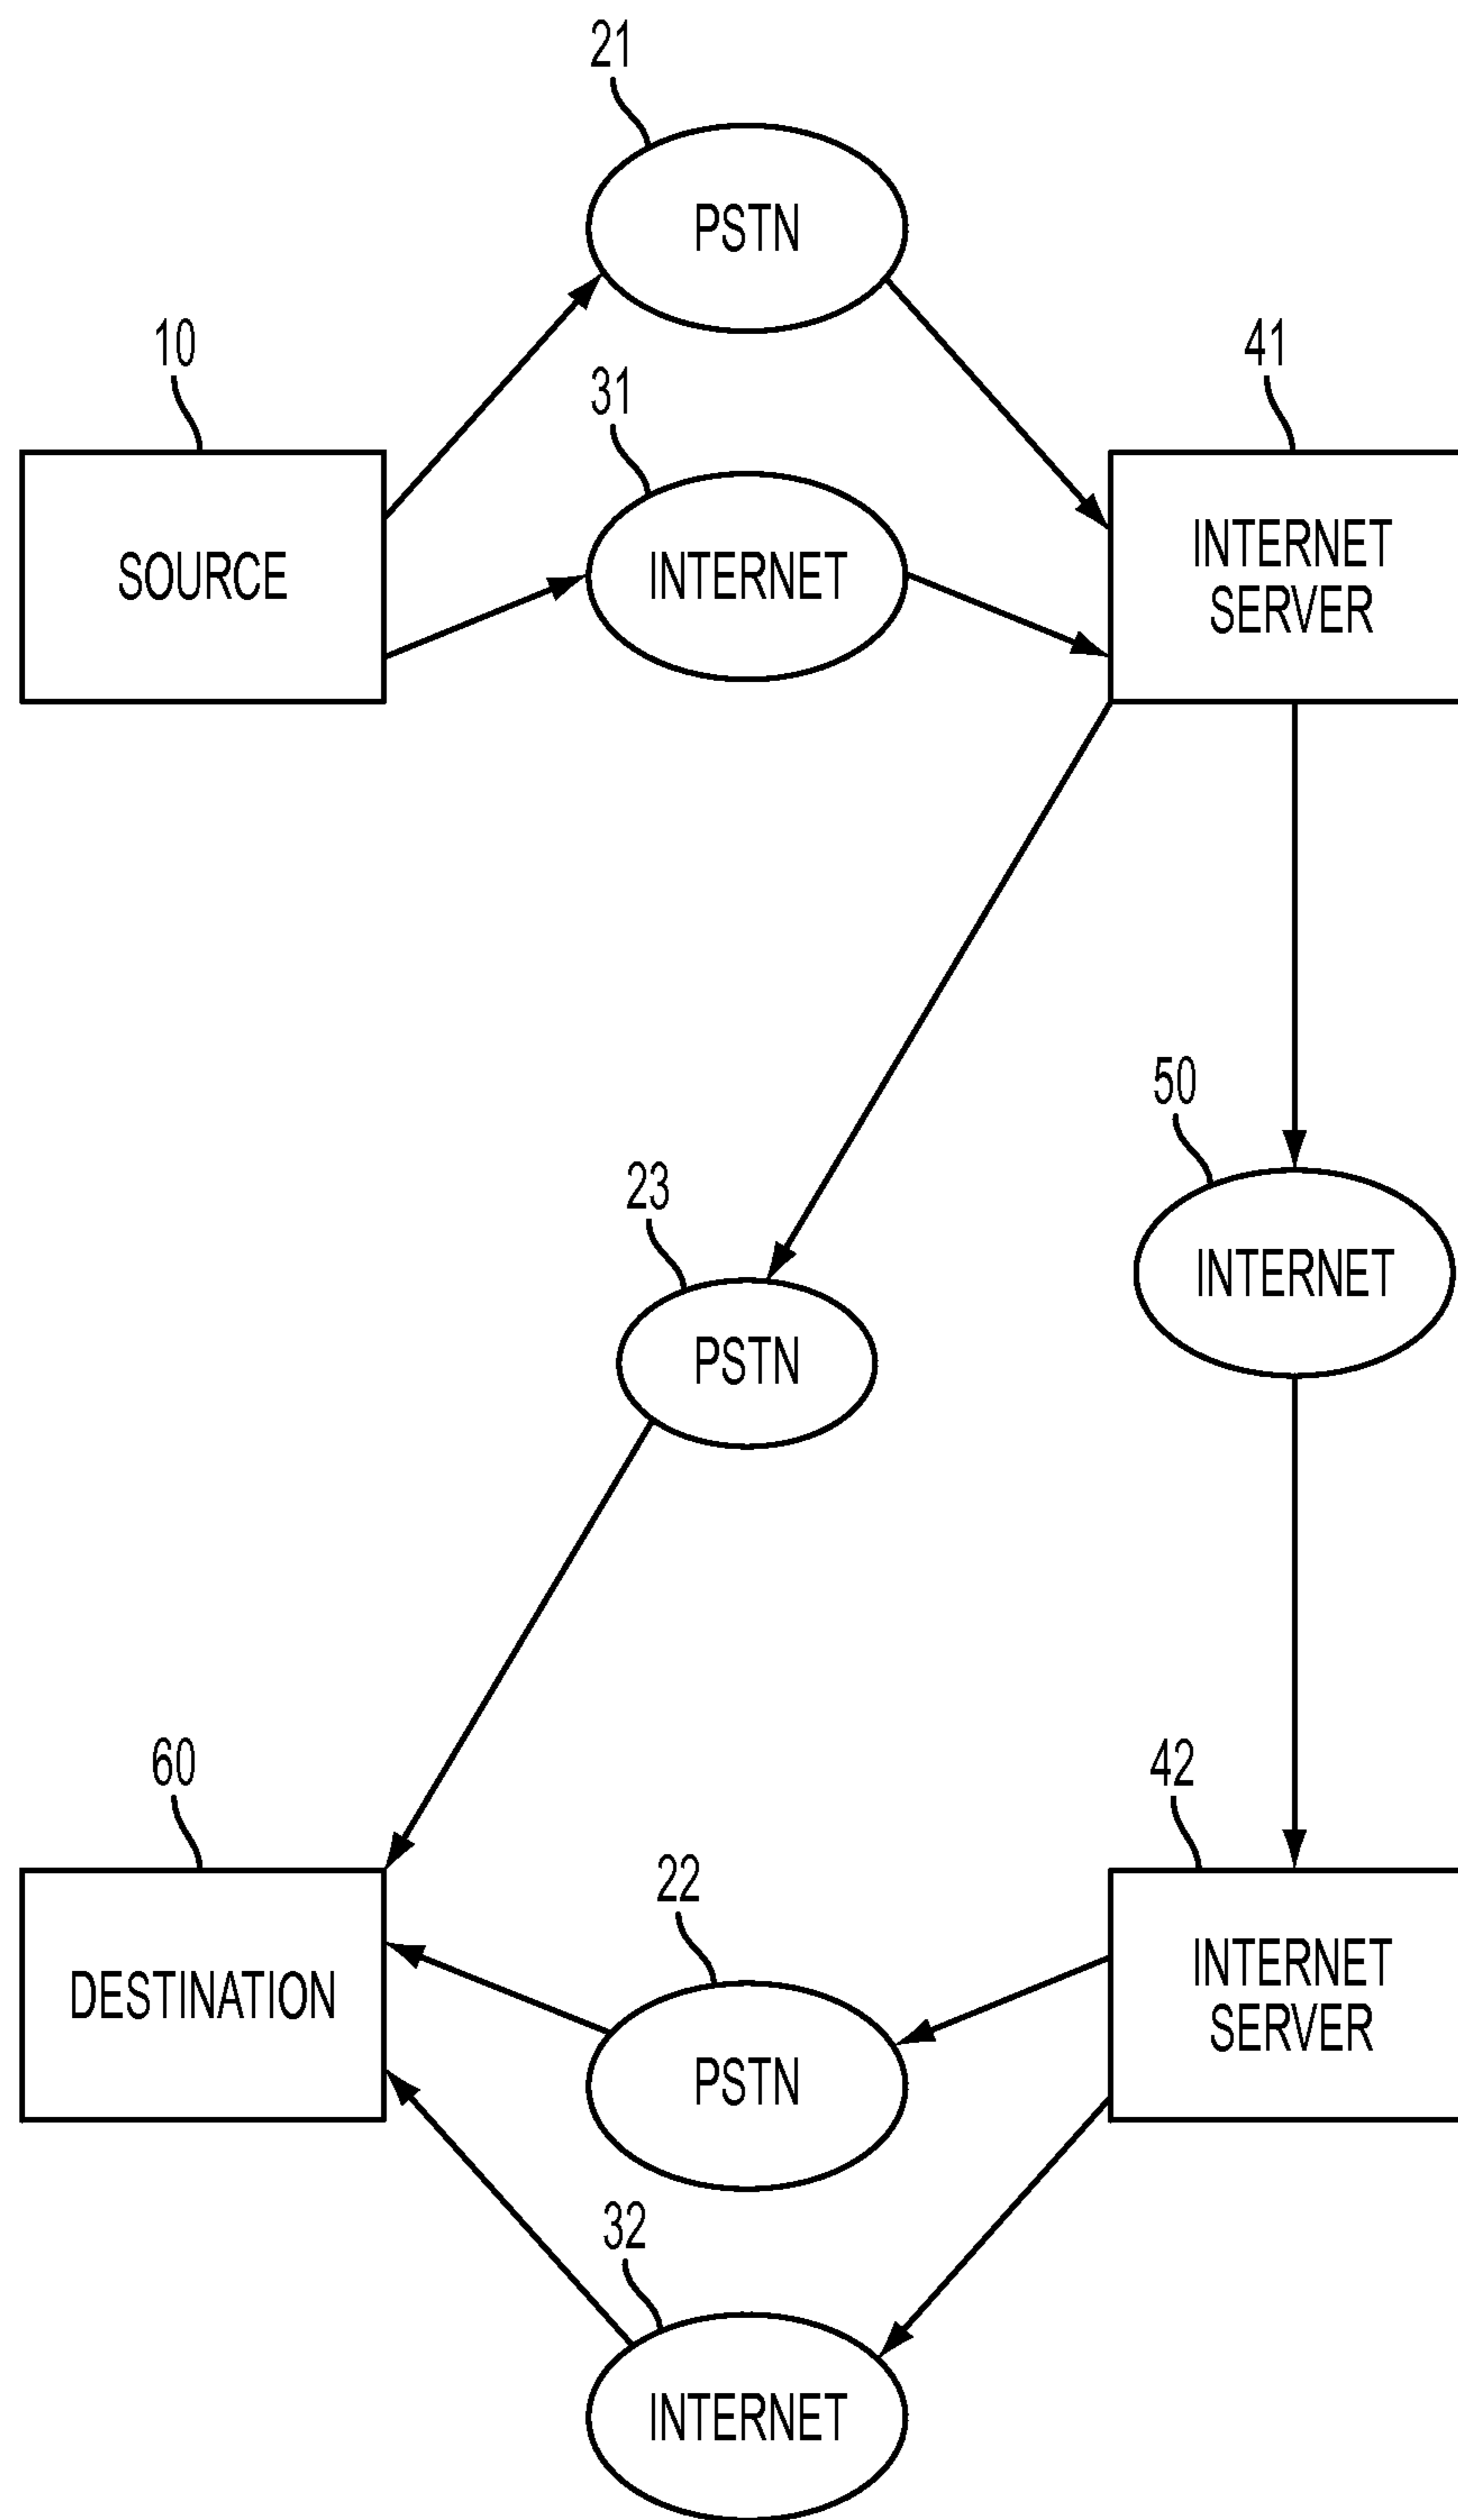 21
PSTN
10
31
41
SOURCE
INTERNET
INTERNET
SERVER
50
23
INTERNET
PSTN
60
42
22
DESTINATION
INTERNET
SERVER
PSTN
32
INTERNET